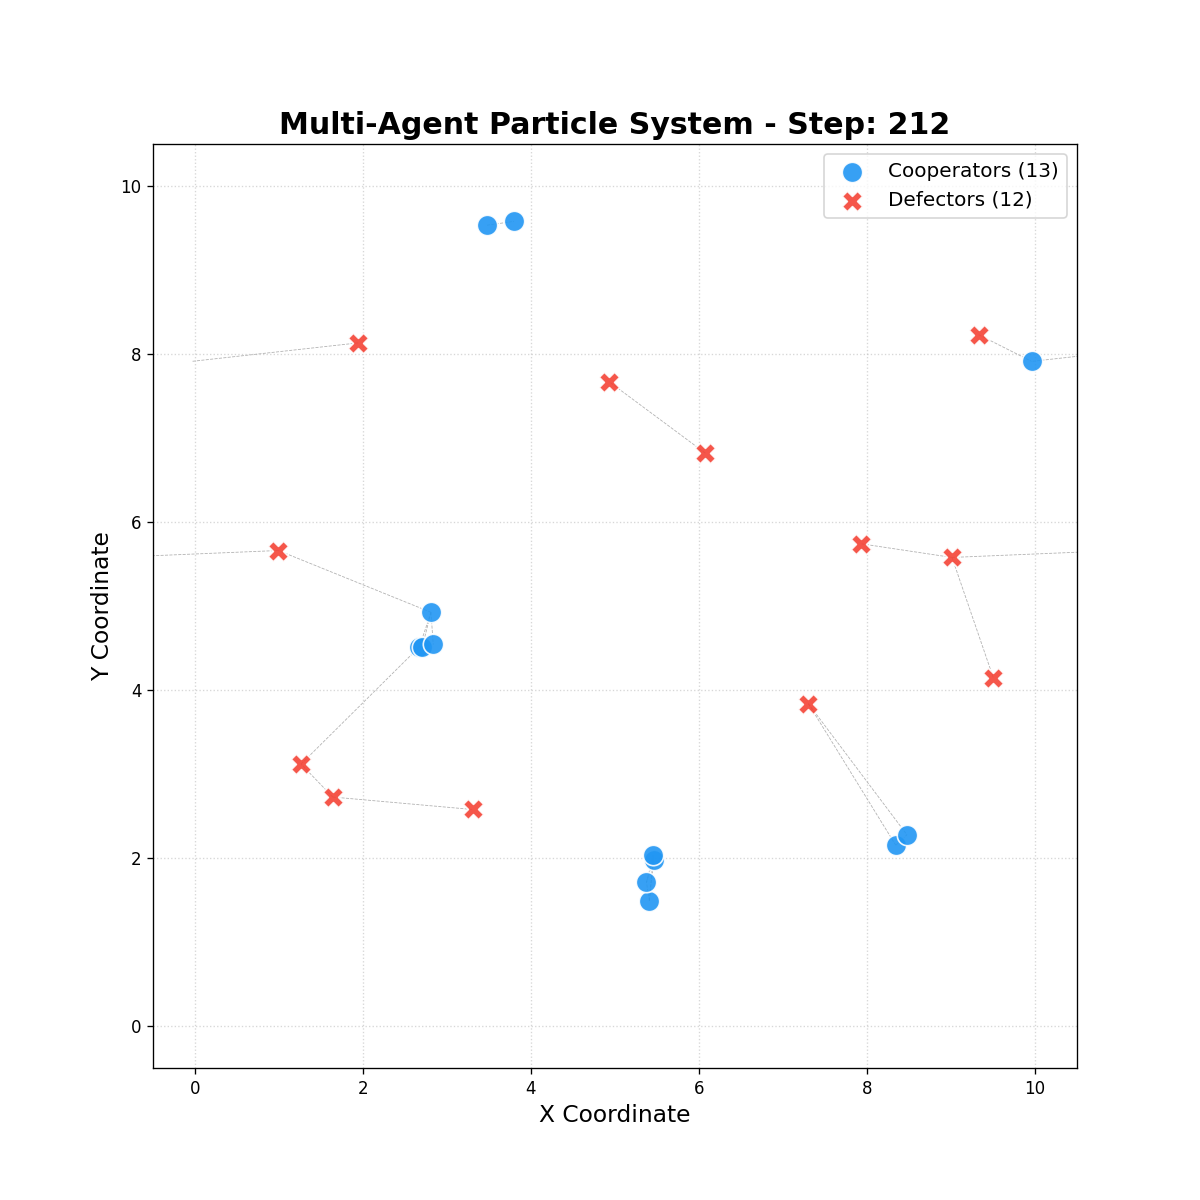 Multi-Agent Particle System - Step: 212
Cooperators (13)
Defectors (12)
10
8
6
4
2
0
Y Coordinate
0 2 4 6 8 10
X Coordinate